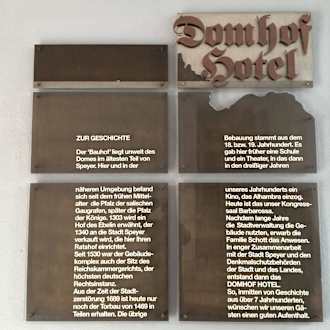 Domhof
Hotel
ZUR GESCHICHTE
Der 'Bauhof' liegt unweit des
Domes im ältesten Teil von
Speyer. Hier und in der
näheren Umgebung befand
sich seit dem frühen Mittel-
alter die Pfalz der salischen
Gaugrafen, später die Pfalz
der Könige. 1303 wird ein
Hof des Ebelin erwähnt, der
1340 an die Stadt Speyer
verkauft wird, die hier ihren
Ratshof einrichtet.
Seit 1530 war der Gebäude-
komplex auch der Sitz des
Reichskammergerichts, der
höchsten deutschen
Rechtsinstanz.
Aus der Zeit der Stadt-
zerstörung 1689 ist heute nur
noch der Torbau von 1449 in
Teilen erhalten. Die übrige
Bebauung stammt aus dem
18. bzw. 19. Jahrhundert. Es
gab hier früher eine Schule
und ein Theater, in das dann
in den dreißiger Jahren
unseres Jahrhunderts ein
Kino, das Alhambra einzog.
Heute ist das unser Kongress-
saal Barbarossa.
Nachdem lange Jahre
die Stadtverwaltung die Ge-
bäude nutzten, erwarb die
Familie Schott das Anwesen.
In enger Zusammenarbeit
mit der Stadt Speyer und den
Denkmalschutzbehörden
der Stadt und des Landes,
entstand dann das
DOMHOF HOTEL.
So, inmitten von Geschichte
aus über 7 Jahrhunderten,
wünschen wir unseren Gä-
sten einen guten Aufenthalt.